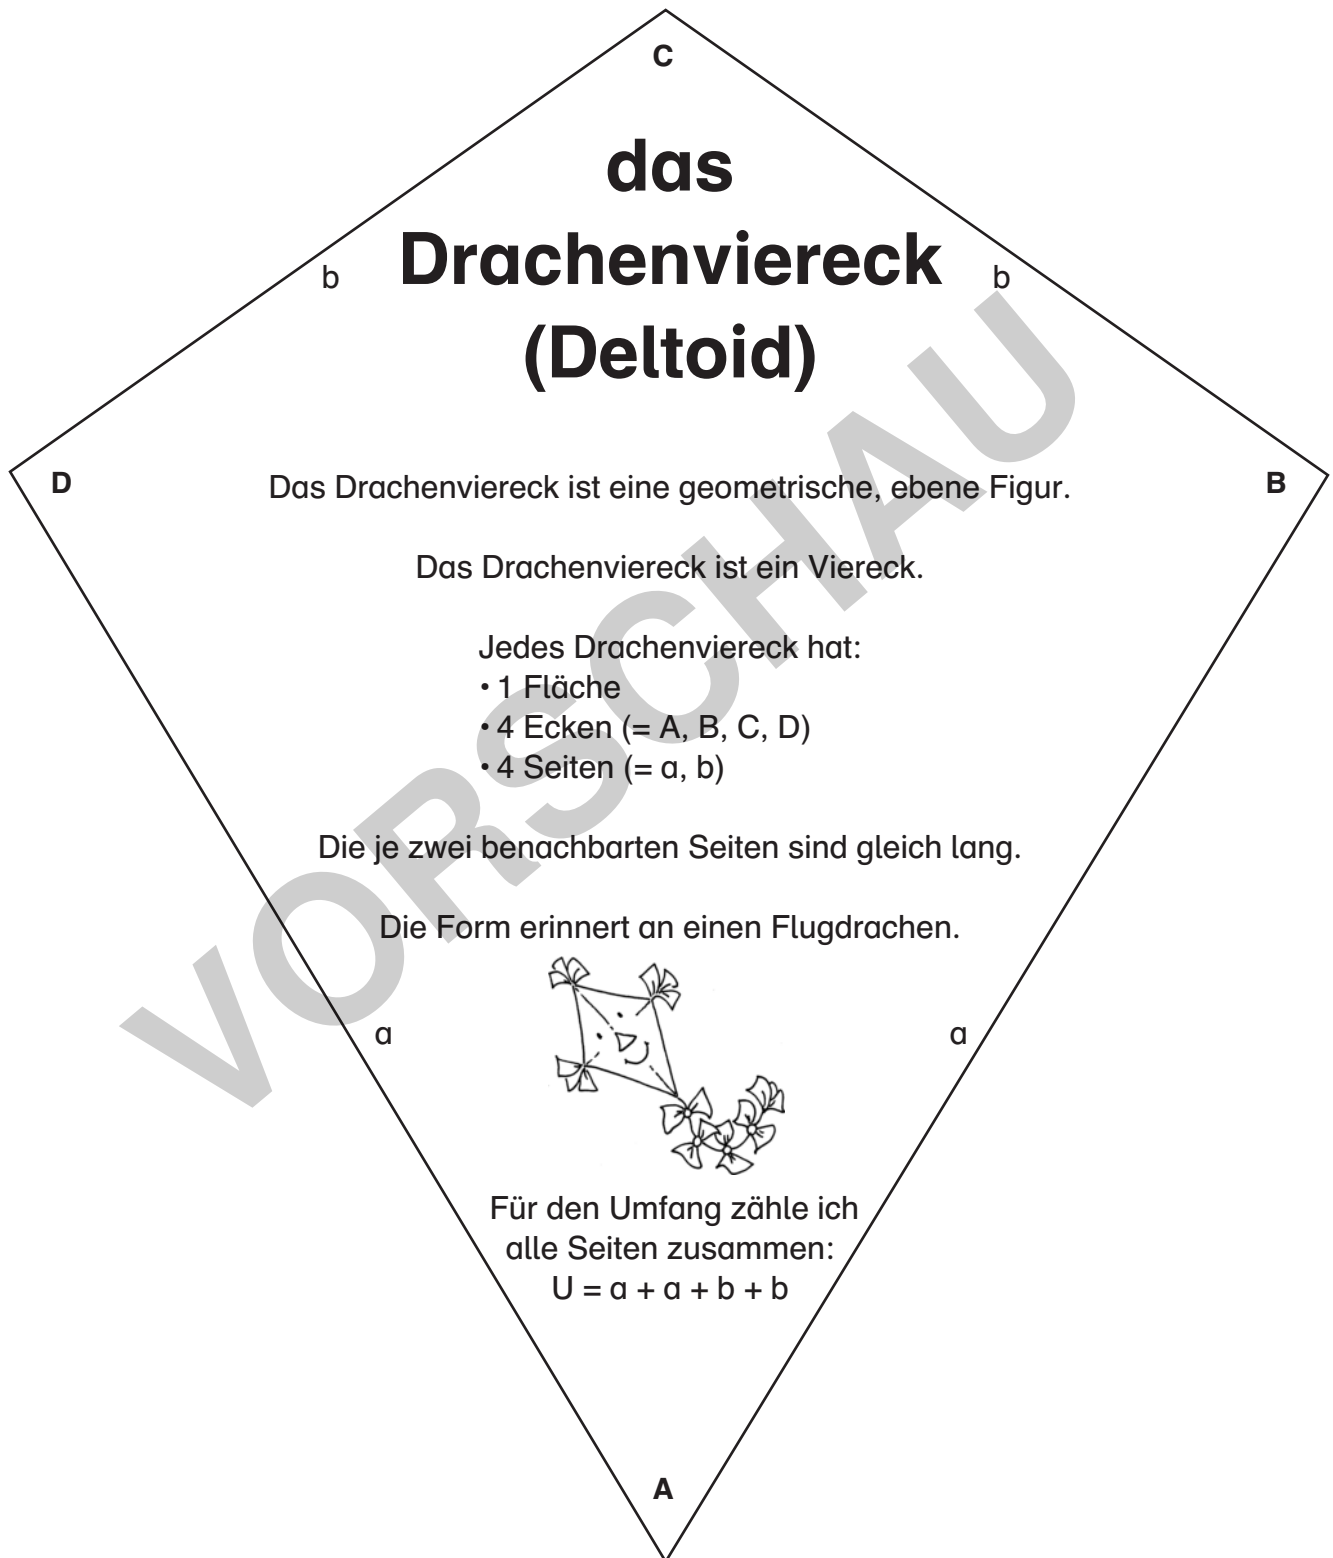 C
das
Drachenviereck
(Deltoid)
b
b
D
B
Das Drachenviereck ist eine geometrische, ebene Figur.
Das Drachenviereck ist ein Viereck.
Jedes Drachenviereck hat:
• 1 Fläche
• 4 Ecken (= A, B, C, D)
• 4 Seiten (= a, b)
Die je zwei benachbarten Seiten sind gleich lang.
Die Form erinnert an einen Flugdrachen.
a
a
Für den Umfang zähle ich
alle Seiten zusammen:
U = a + a + b + b
A
VORSCHAU